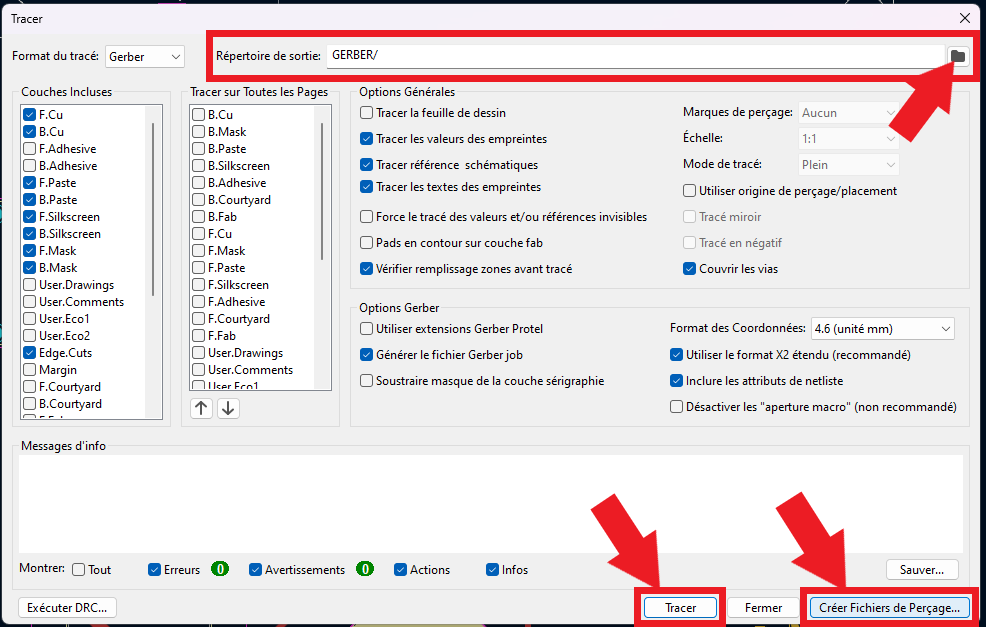 Tracer
Format du tracé: Gerber
Répertoire de sortie: GERBER/
Couches Incluses
F.Cu
B.Cu
F.Adhesive
B.Adhesive
F.Paste
B.Paste
F.Silkscreen
B.Silkscreen
F.Mask
B.Mask
User.Drawings
User.Comments
User.Eco1
User.Eco2
Edge.Cuts
Margin
F.Courtyard
B.Courtyard
Tracer sur Toutes les Pages
B.Cu
B.Mask
B.Paste
B.Silkscreen
B.Adhesive
B.Courtyard
B.Fab
F.Cu
F.Mask
F.Paste
F.Silkscreen
F.Adhesive
F.Courtyard
F.Fab
User.Drawings
User.Comments
User.Eco1
Options Générales
Tracer la feuille de dessin
Tracer les valeurs des empreintes
Tracer référence schématiques
Tracer les textes des empreintes
Force le tracé des valeurs et/ou références invisibles
Pads en contour sur couche fab
Vérifier remplissage zones avant tracé
Marques de perçage: Aucun
Échelle: 1:1
Mode de tracé: Plein
Utiliser origine de perçage/placement
Tracé miroir
Tracé en négatif
Couvrir les vias
Options Gerber
Utiliser extensions Gerber Protel
Générer le fichier Gerber job
Soustraire masque de la couche sérigraphie
Format des Coordonnées: 4.6 (unité mm)
Utiliser le format X2 étendu (recommandé)
Inclure les attributs de netliste
Désactiver les "aperture macro" (non recommandé)
Messages d'info
Montrer: Tout Erreurs 0 Avertissements 0 Actions Infos Sauver...
Exécuter DRC... Tracer Fermer Créer Fichiers de Perçage...